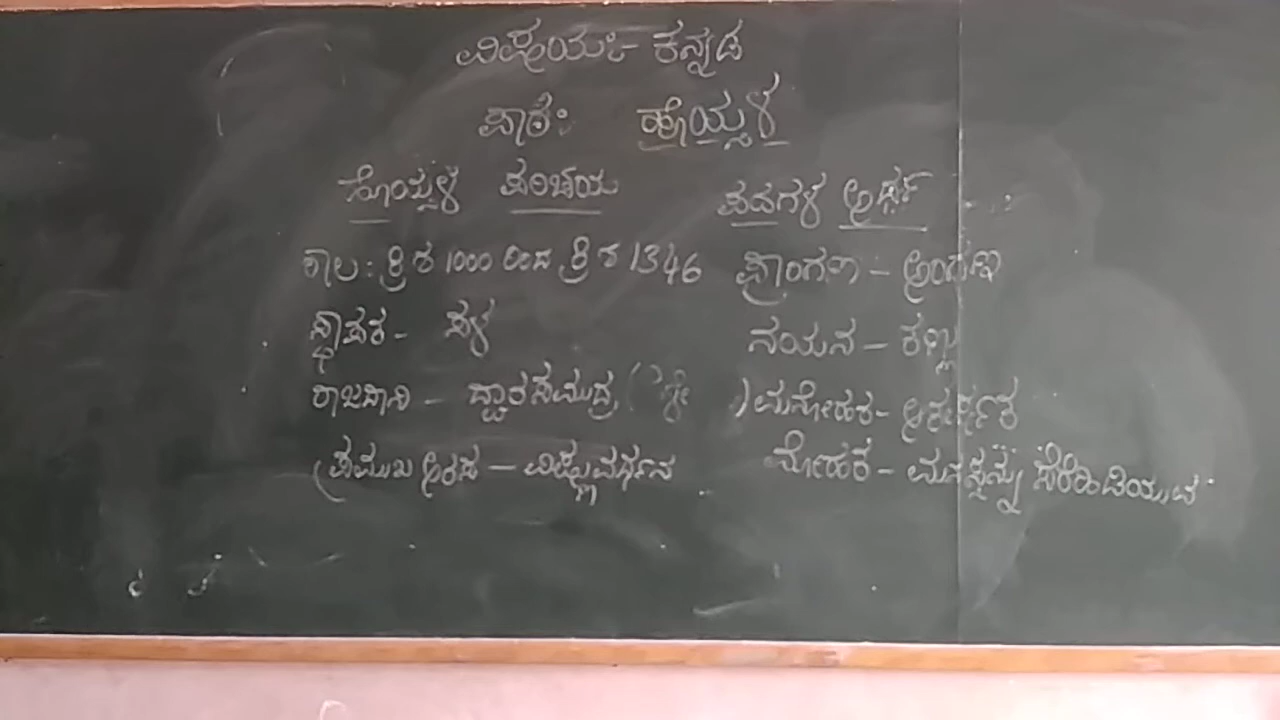 ವಿಷಯ:- ಕನ್ನಡ
ಪಾಠ: ಹೊಯ್ಸಳ
ಹೊಯ್ಸಳ ಪರಿಚಯ
ಕಾಲ: ಕ್ರಿಶ 1000 ರಿಂದ ಕ್ರಿಶ 1346
ಸ್ಥಾಪಕ - ಸಳ
ರಾಜಧಾನಿ - ದ್ವಾರಸಮುದ್ರ
ಪ್ರಮುಖ ಅರಸ - ವಿಷ್ಣುವರ್ಧನ
ಪದಗಳ ಅರ್ಥ
ಪ್ರಾಂಗಣ - ಅಂಗಳ
ನಯನ - ಕಣ್ಣು
ಮನೋಹರ - ಆಕರ್ಷಕ
ಮೋಹಕ - ಮನಸ್ಸನ್ನು ಸೆರೆಹಿಡಿಯುವ